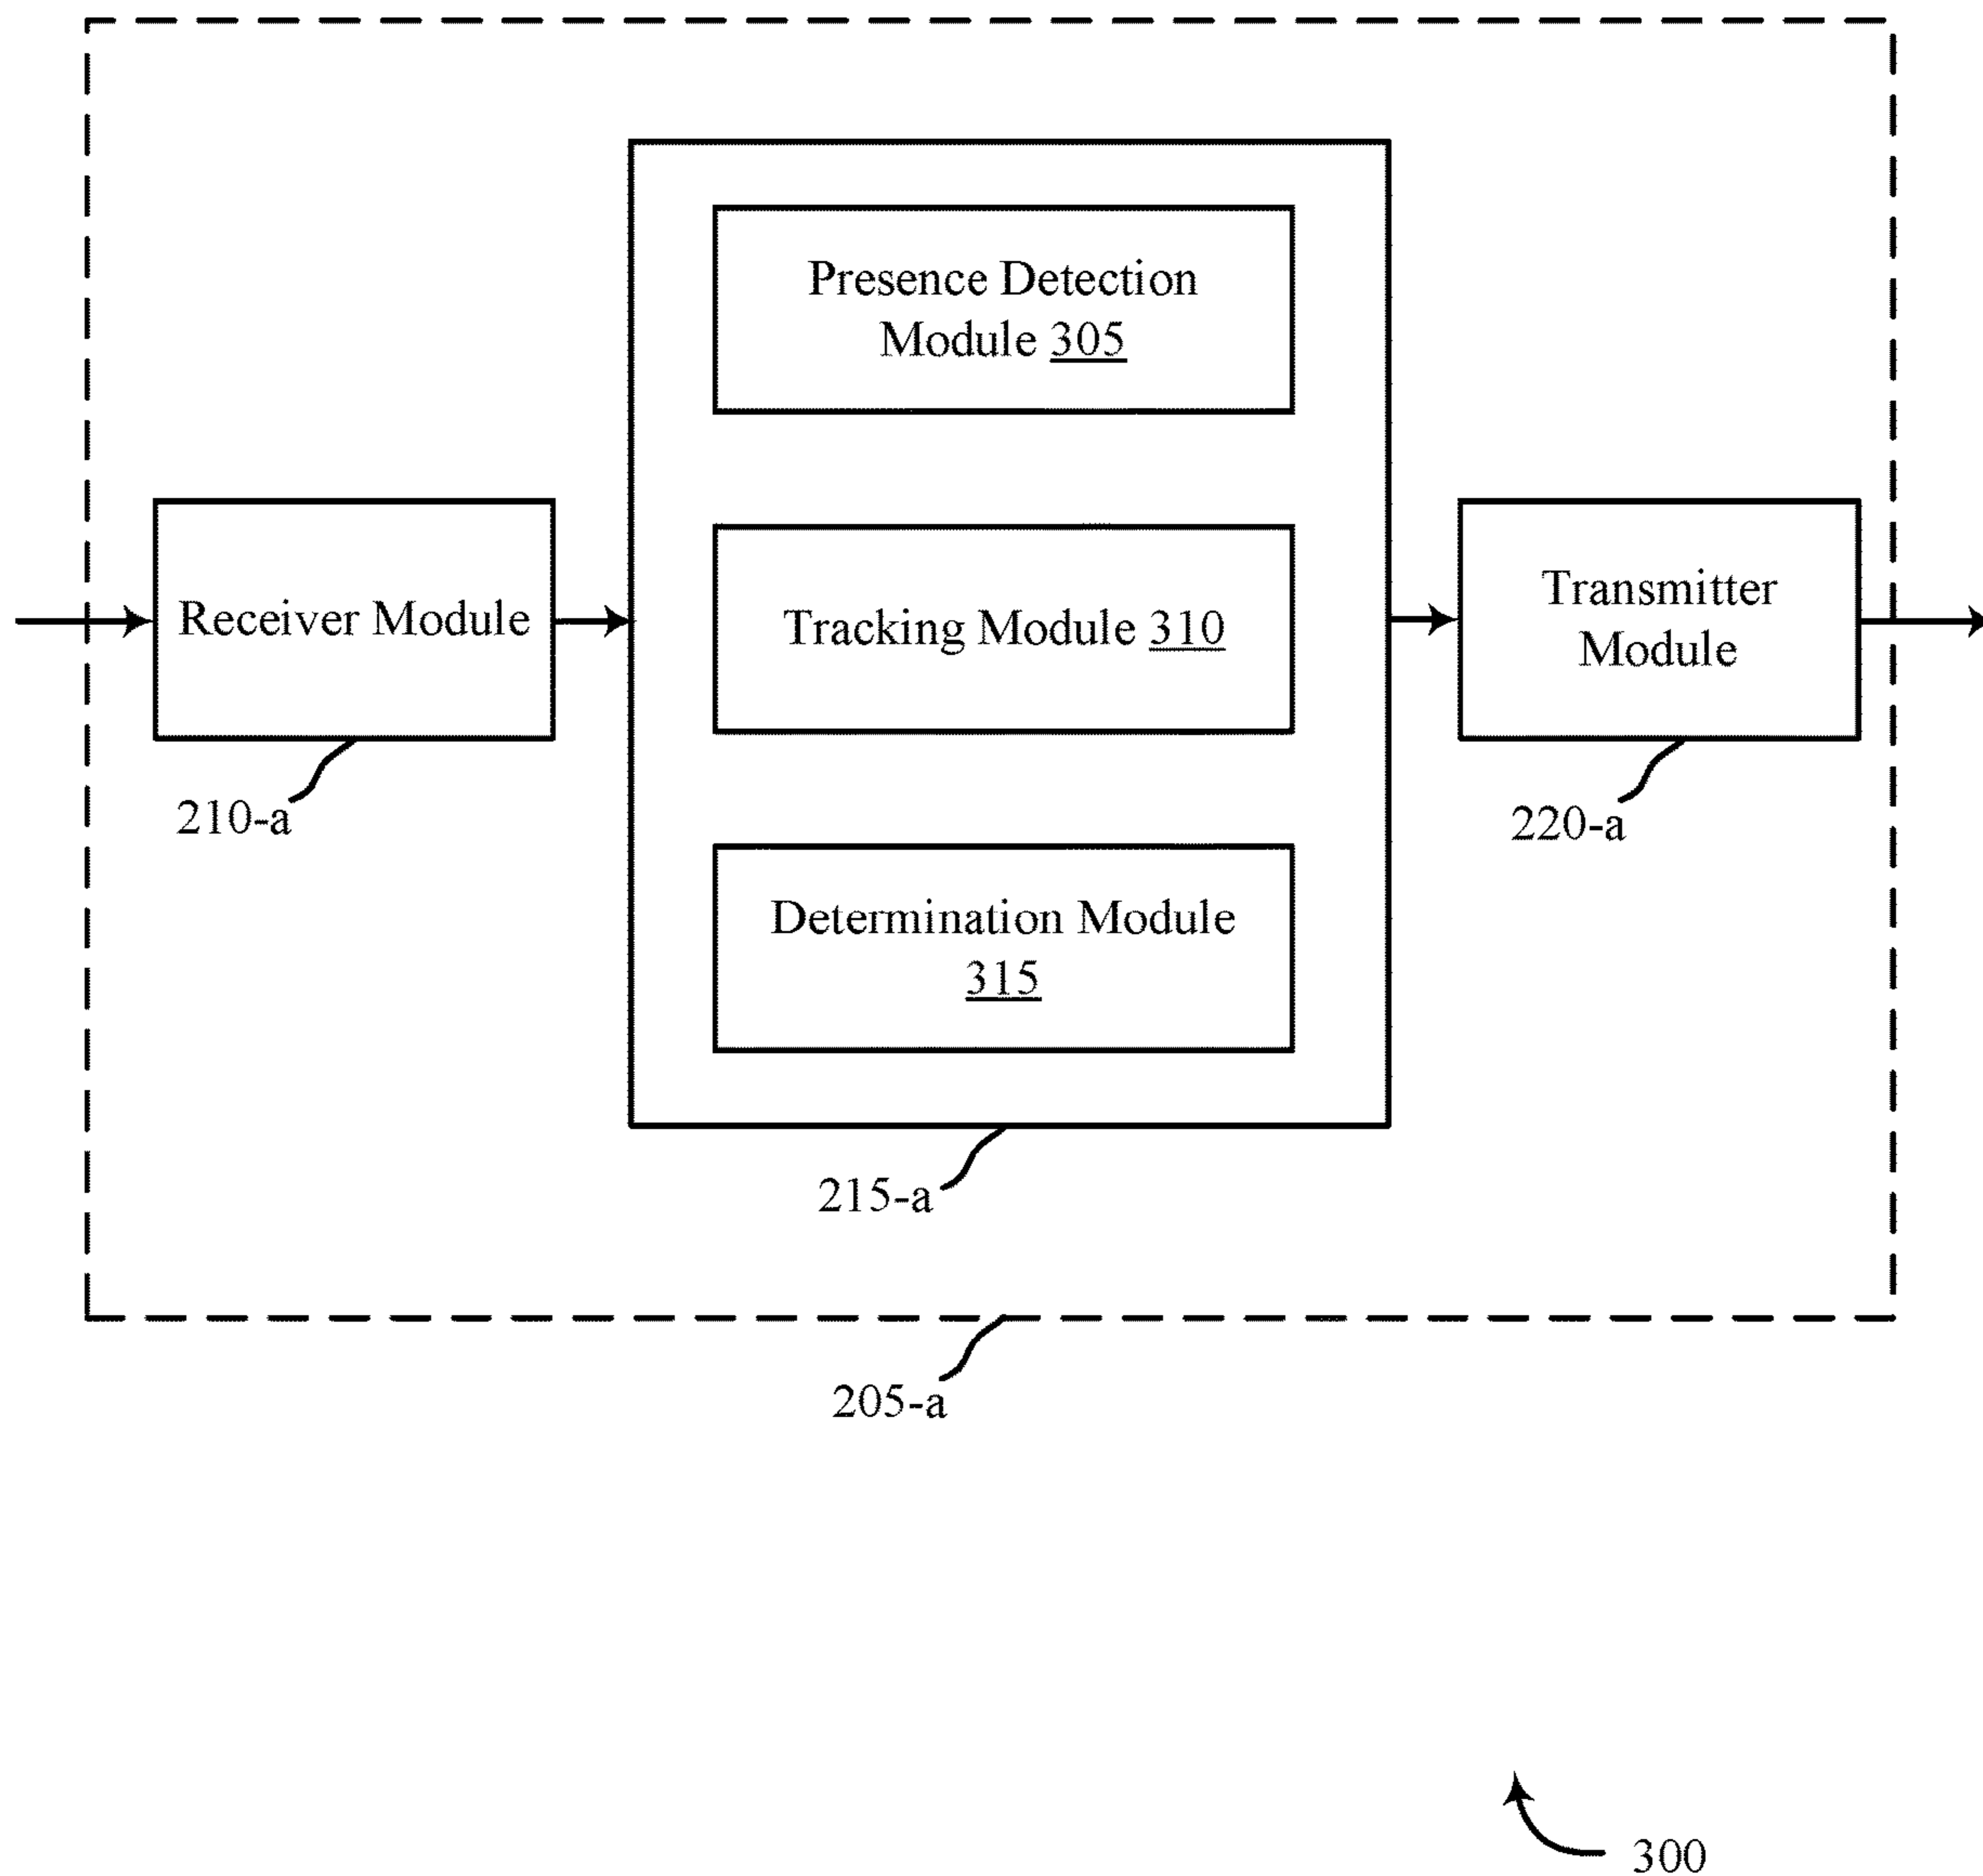 Presence Detection
Module 305
Receiver Module
Tracking Module 310
Transmitter
Module
210-a
220-a
Determination Module
315
215-a
205-a
300